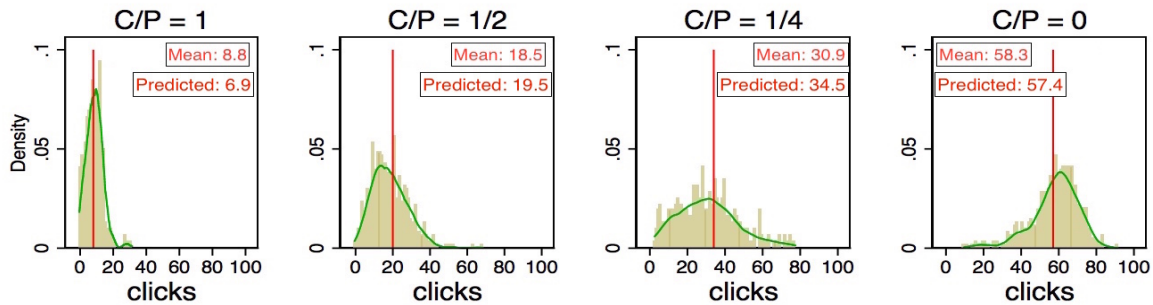 C/P = 1
.1
.05
0
Density
Mean: 8.8
Predicted: 6.9
0 20 40 60 80 100
clicks
C/P = 1/2
.1
.05
0
Mean: 18.5
Predicted: 19.5
0 20 40 60 80 100
clicks
C/P = 1/4
.1
.05
0
Mean: 30.9
Predicted: 34.5
0 20 40 60 80 100
clicks
C/P = 0
.1
.05
0
Mean: 58.3
Predicted: 57.4
0 20 40 60 80 100
clicks